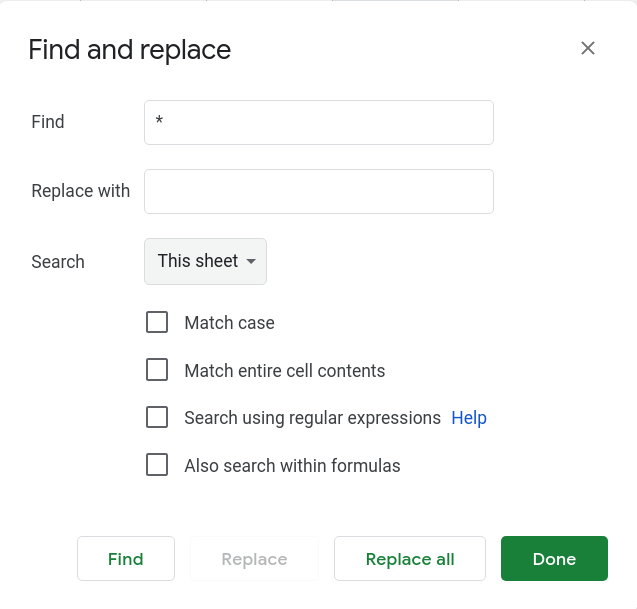 Find and replace
Find
*
Replace with
Search
This sheet
Match case
Match entire cell contents
Search using regular expressions Help
Also search within formulas
Find Replace Replace all Done